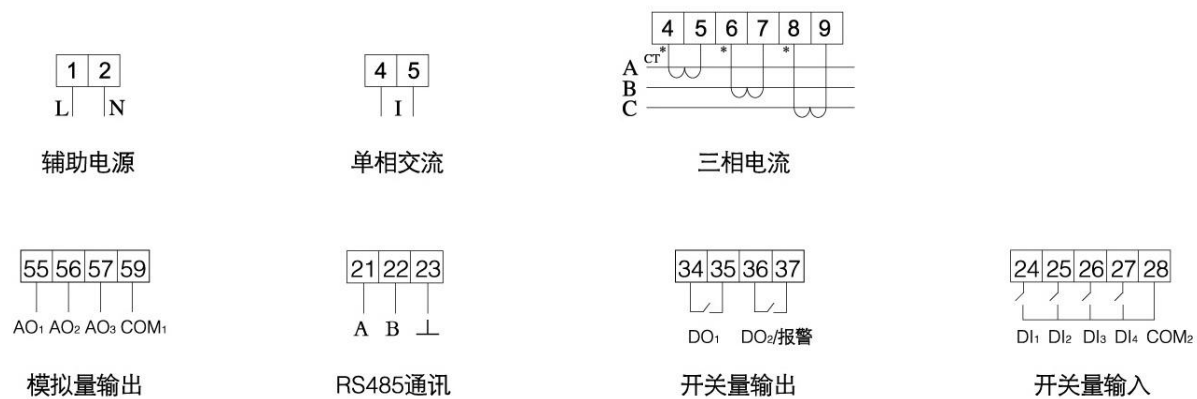 1 2
L N
辅助电源
4 5
I
单相交流
4 5 6 7 8 9
* * *
CT
A
B
C
三相电流
55 56 57 59
AO₁ AO₂ AO₃ COM₁
模拟量输出
21 22 23
A B ⊥
RS485通讯
34 35 36 37
DO₁ DO₂/报警
开关量输出
24 25 26 27 28
DI₁ DI₂ DI₃ DI₄ COM₂
开关量输入